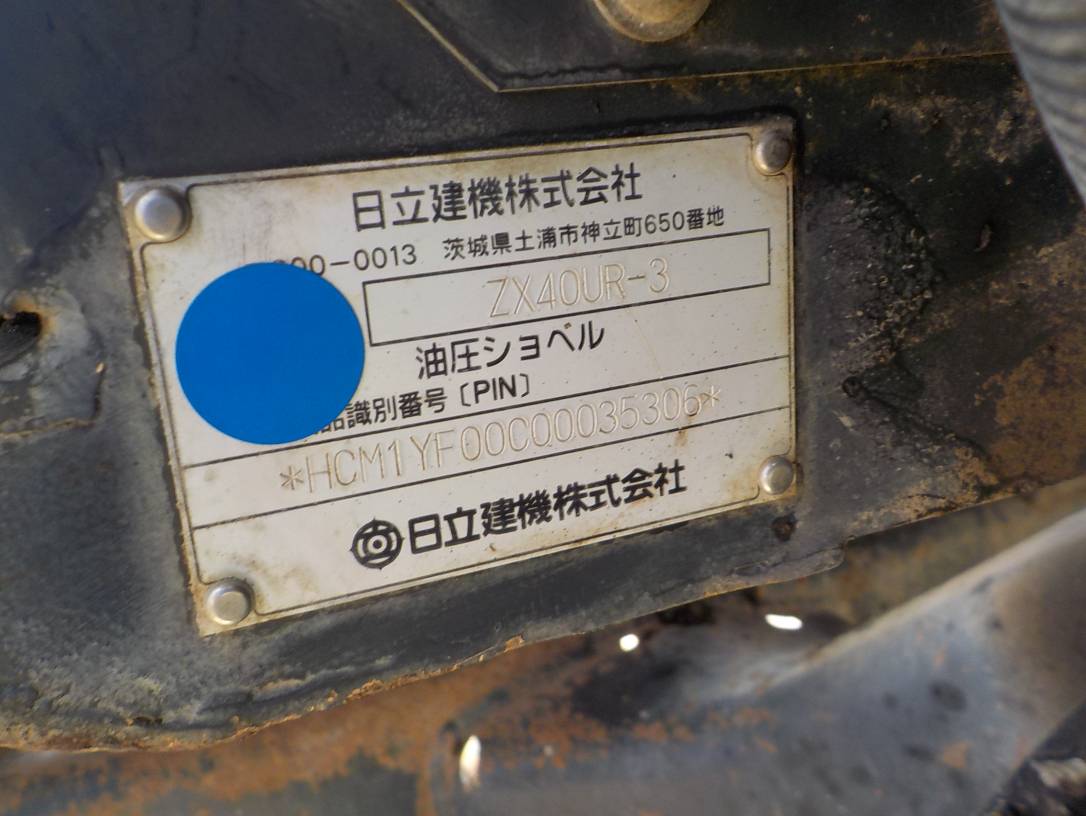 日立建機株式会社
00-0013 茨城県土浦市神立町650番地
ZX40UR-3
油圧ショベル
品識別番号〔PIN〕
*HCM1YF00C00035306*
日立建機株式会社